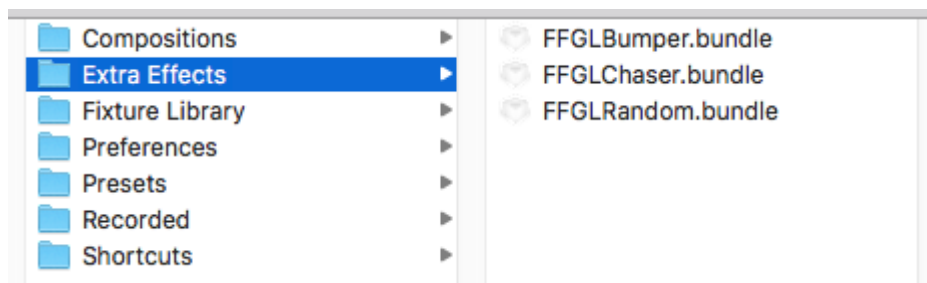 Compositions
Extra Effects
Fixture Library
Preferences
Presets
Recorded
Shortcuts
FFGLBumper.bundle
FFGLChaser.bundle
FFGLRandom.bundle